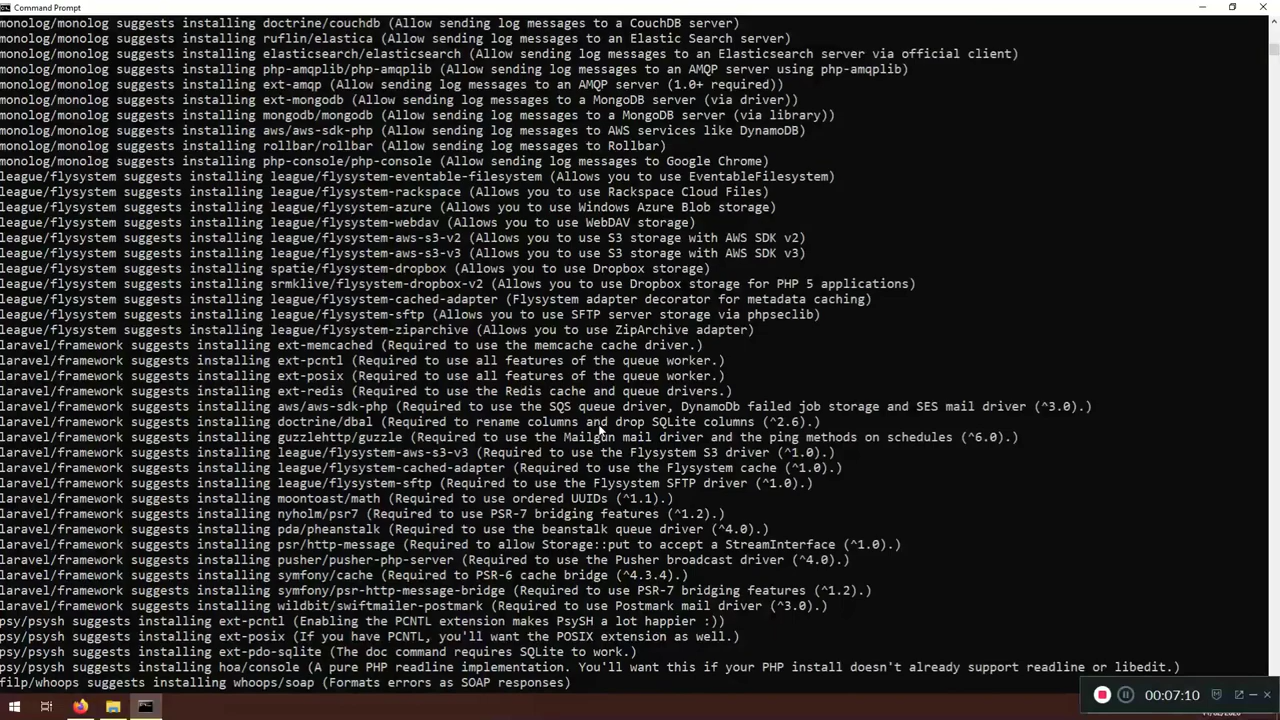 Command Prompt
monolog/monolog suggests installing doctrine/couchdb (Allow sending log messages to a CouchDB server)
monolog/monolog suggests installing ruflin/elastica (Allow sending log messages to an Elastic Search server)
monolog/monolog suggests installing elasticsearch/elasticsearch (Allow sending log messages to an Elasticsearch server via official client)
monolog/monolog suggests installing php-amqplib/php-amqplib (Allow sending log messages to an AMQP server using php-amqplib)
monolog/monolog suggests installing ext-amqp (Allow sending log messages to an AMQP server (1.0+ required))
monolog/monolog suggests installing ext-mongodb (Allow sending log messages to a MongoDB server (via driver))
monolog/monolog suggests installing mongodb/mongodb (Allow sending log messages to a MongoDB server (via library))
monolog/monolog suggests installing aws/aws-sdk-php (Allow sending log messages to AWS services like DynamoDB)
monolog/monolog suggests installing rollbar/rollbar (Allow sending log messages to Rollbar)
monolog/monolog suggests installing php-console/php-console (Allow sending log messages to Google Chrome)
league/flysystem suggests installing league/flysystem-eventable-filesystem (Allows you to use EventableFilesystem)
league/flysystem suggests installing league/flysystem-rackspace (Allows you to use Rackspace Cloud Files)
league/flysystem suggests installing league/flysystem-azure (Allows you to use Windows Azure Blob storage)
league/flysystem suggests installing league/flysystem-webdav (Allows you to use WebDAV storage)
league/flysystem suggests installing league/flysystem-aws-s3-v2 (Allows you to use S3 storage with AWS SDK v2)
league/flysystem suggests installing league/flysystem-aws-s3-v3 (Allows you to use S3 storage with AWS SDK v3)
league/flysystem suggests installing spatie/flysystem-dropbox (Allows you to use Dropbox storage)
league/flysystem suggests installing srmklive/flysystem-dropbox-v2 (Allows you to use Dropbox storage for PHP 5 applications)
league/flysystem suggests installing league/flysystem-cached-adapter (Flysystem adapter decorator for metadata caching)
league/flysystem suggests installing league/flysystem-sftp (Allows you to use SFTP server storage via phpseclib)
league/flysystem suggests installing league/flysystem-ziparchive (Allows you to use ZipArchive adapter)
laravel/framework suggests installing ext-memcached (Required to use the memcache cache driver.)
laravel/framework suggests installing ext-pcntl (Required to use all features of the queue worker.)
laravel/framework suggests installing ext-posix (Required to use all features of the queue worker.)
laravel/framework suggests installing ext-redis (Required to use the Redis cache and queue drivers.)
laravel/framework suggests installing aws/aws-sdk-php (Required to use the SQS queue driver, DynamoDb failed job storage and SES mail driver (^3.0).)
laravel/framework suggests installing doctrine/dbal (Required to rename columns and drop SQLite columns (^2.6).)
laravel/framework suggests installing guzzlehttp/guzzle (Required to use the Mailgun mail driver and the ping methods on schedules (^6.0).)
laravel/framework suggests installing league/flysystem-aws-s3-v3 (Required to use the Flysystem S3 driver (^1.0).)
laravel/framework suggests installing league/flysystem-cached-adapter (Required to use the Flysystem cache (^1.0).)
laravel/framework suggests installing league/flysystem-sftp (Required to use the Flysystem SFTP driver (^1.0).)
laravel/framework suggests installing moontoast/math (Required to use ordered UUIDs (^1.1).)
laravel/framework suggests installing nyholm/psr7 (Required to use PSR-7 bridging features (^1.2).)
laravel/framework suggests installing pda/pheanstalk (Required to use the beanstalk queue driver (^4.0).)
laravel/framework suggests installing psr/http-message (Required to allow Storage::put to accept a StreamInterface (^1.0).)
laravel/framework suggests installing pusher/pusher-php-server (Required to use the Pusher broadcast driver (^4.0).)
laravel/framework suggests installing symfony/cache (Required to PSR-6 cache bridge (^4.3.4).)
laravel/framework suggests installing symfony/psr-http-message-bridge (Required to use PSR-7 bridging features (^1.2).)
laravel/framework suggests installing wildbit/swiftmailer-postmark (Required to use Postmark mail driver (^3.0).)
psy/psysh suggests installing ext-pcntl (Enabling the PCNTL extension makes PsySH a lot happier :))
psy/psysh suggests installing ext-posix (If you have PCNTL, you'll want the POSIX extension as well.)
psy/psysh suggests installing ext-pdo-sqlite (The doc command requires SQLite to work.)
psy/psysh suggests installing hoa/console (A pure PHP readline implementation. You'll want this if your PHP install doesn't already support readline or libedit.)
filp/whoops suggests installing whoops/soap (Formats errors as SOAP responses)
00:07:10